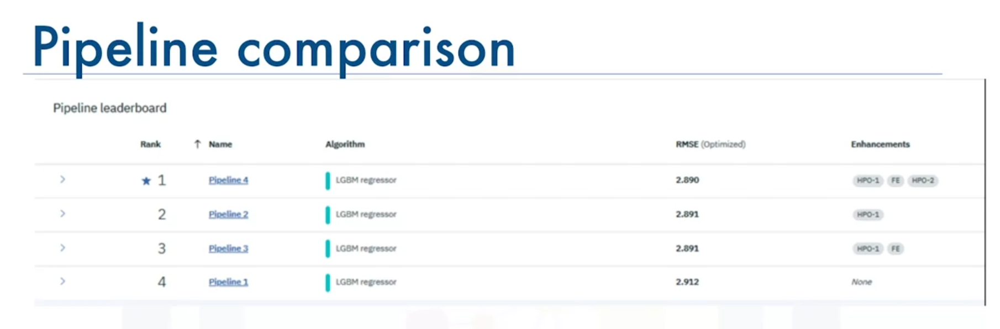 Pipeline comparison
Pipeline leaderboard
Rank ↑ Name Algorithm RMSE (Optimized) Enhancements
★ 1 Pipeline 4 LGBM regressor 2.890 HPO-1 FE HPO-2
2 Pipeline 2 LGBM regressor 2.891 HPO-1
3 Pipeline 3 LGBM regressor 2.891 HPO-1 FE
4 Pipeline 1 LGBM regressor 2.912 None